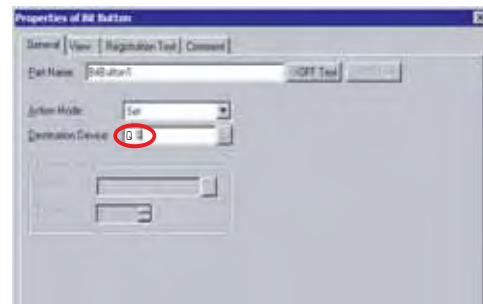 Properties of Bit Button
General View Registration Text Comment
Part Name: BitButton1 OFF Text
Action Mode: Set
Destination Device: